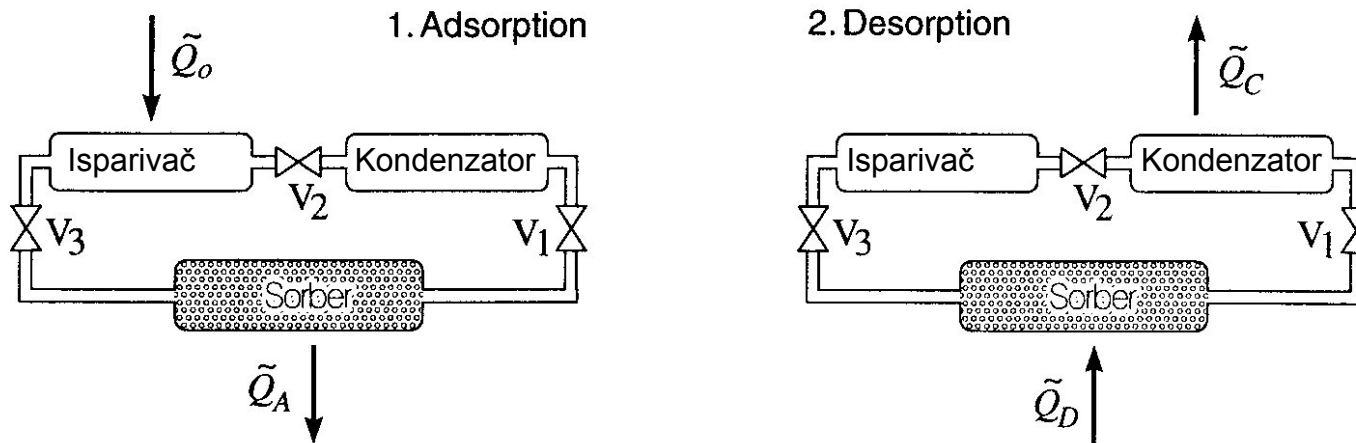 1. Adsorption
Q̃o
Isparivač
Kondenzator
V2
V3
V1
Sorber
Q̃A
2. Desorption
Q̃C
Isparivač
Kondenzator
V2
V3
V1
Sorber
Q̃D